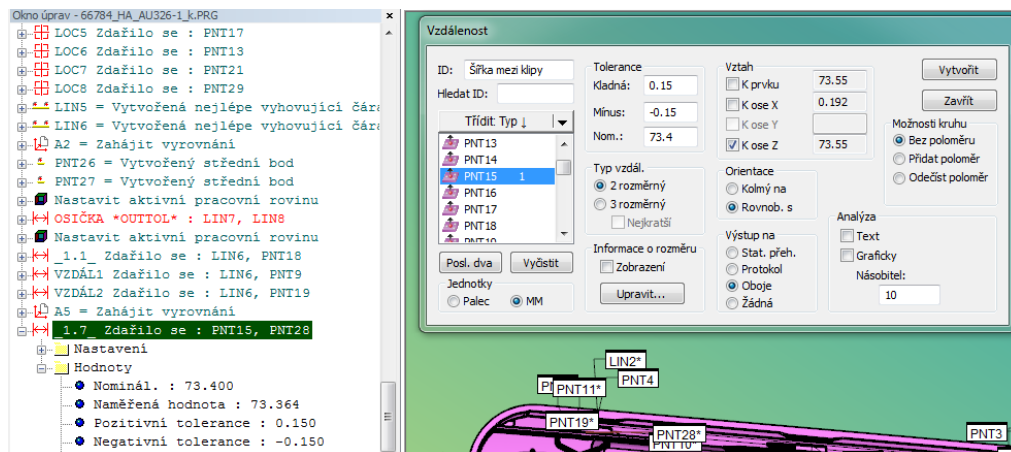 Okno úprav - 66784_HA_AU326-1_k.PRG
LOC5 Zdařilo se : PNT17
LOC6 Zdařilo se : PNT13
LOC7 Zdařilo se : PNT21
LOC8 Zdařilo se : PNT29
LIN5 = Vytvořená nejlépe vyhovující čára
LIN6 = Vytvořená nejlépe vyhovující čára
A2 = Zahájit vyrovnání
PNT26 = Vytvořený střední bod
PNT27 = Vytvořený střední bod
Nastavit aktivní pracovní rovinu
OSIČKA *OUTTOL* : LIN7, LIN8
Nastavit aktivní pracovní rovinu
_1.1_ Zdařilo se : LIN6, PNT18
VZDÁL1 Zdařilo se : LIN6, PNT9
VZDÁL2 Zdařilo se : LIN6, PNT19
A5 = Zahájit vyrovnání
_1.7_ Zdařilo se : PNT15, PNT28
Nastavení
Hodnoty
Nominál. : 73.400
Naměřená hodnota : 73.364
Pozitivní tolerance : 0.150
Negativní tolerance : -0.150
Vzdálenost
ID: Šířka mezi klipy
Hledat ID:
Třídit: Typ ↓
PNT13
PNT14
PNT15 1
PNT16
PNT17
PNT18
PNT19
Posl. dva Vyčistit
Jednotky
Palec MM
Tolerance
Kladná: 0.15
Mínus: -0.15
Nom.: 73.4
Typ vzdál.
2 rozměrný
3 rozměrný
Nejkratší
Informace o rozměru
Zobrazení
Upravit...
Vztah
K prvku 73.55
K ose X 0.192
K ose Y
K ose Z 73.55
Orientace
Kolmý na
Rovnob. s
Výstup na
Stat. přeh.
Protokol
Oboje
Žádná
Vytvořit
Zavřít
Možnosti kruhu
Bez poloměru
Přidat poloměr
Odečíst poloměr
Analýza
Text
Graficky
Násobitel:
10
LIN2*
PNT4
PNT11*
PNT19*
PNT28*
PNT10*
PNT3